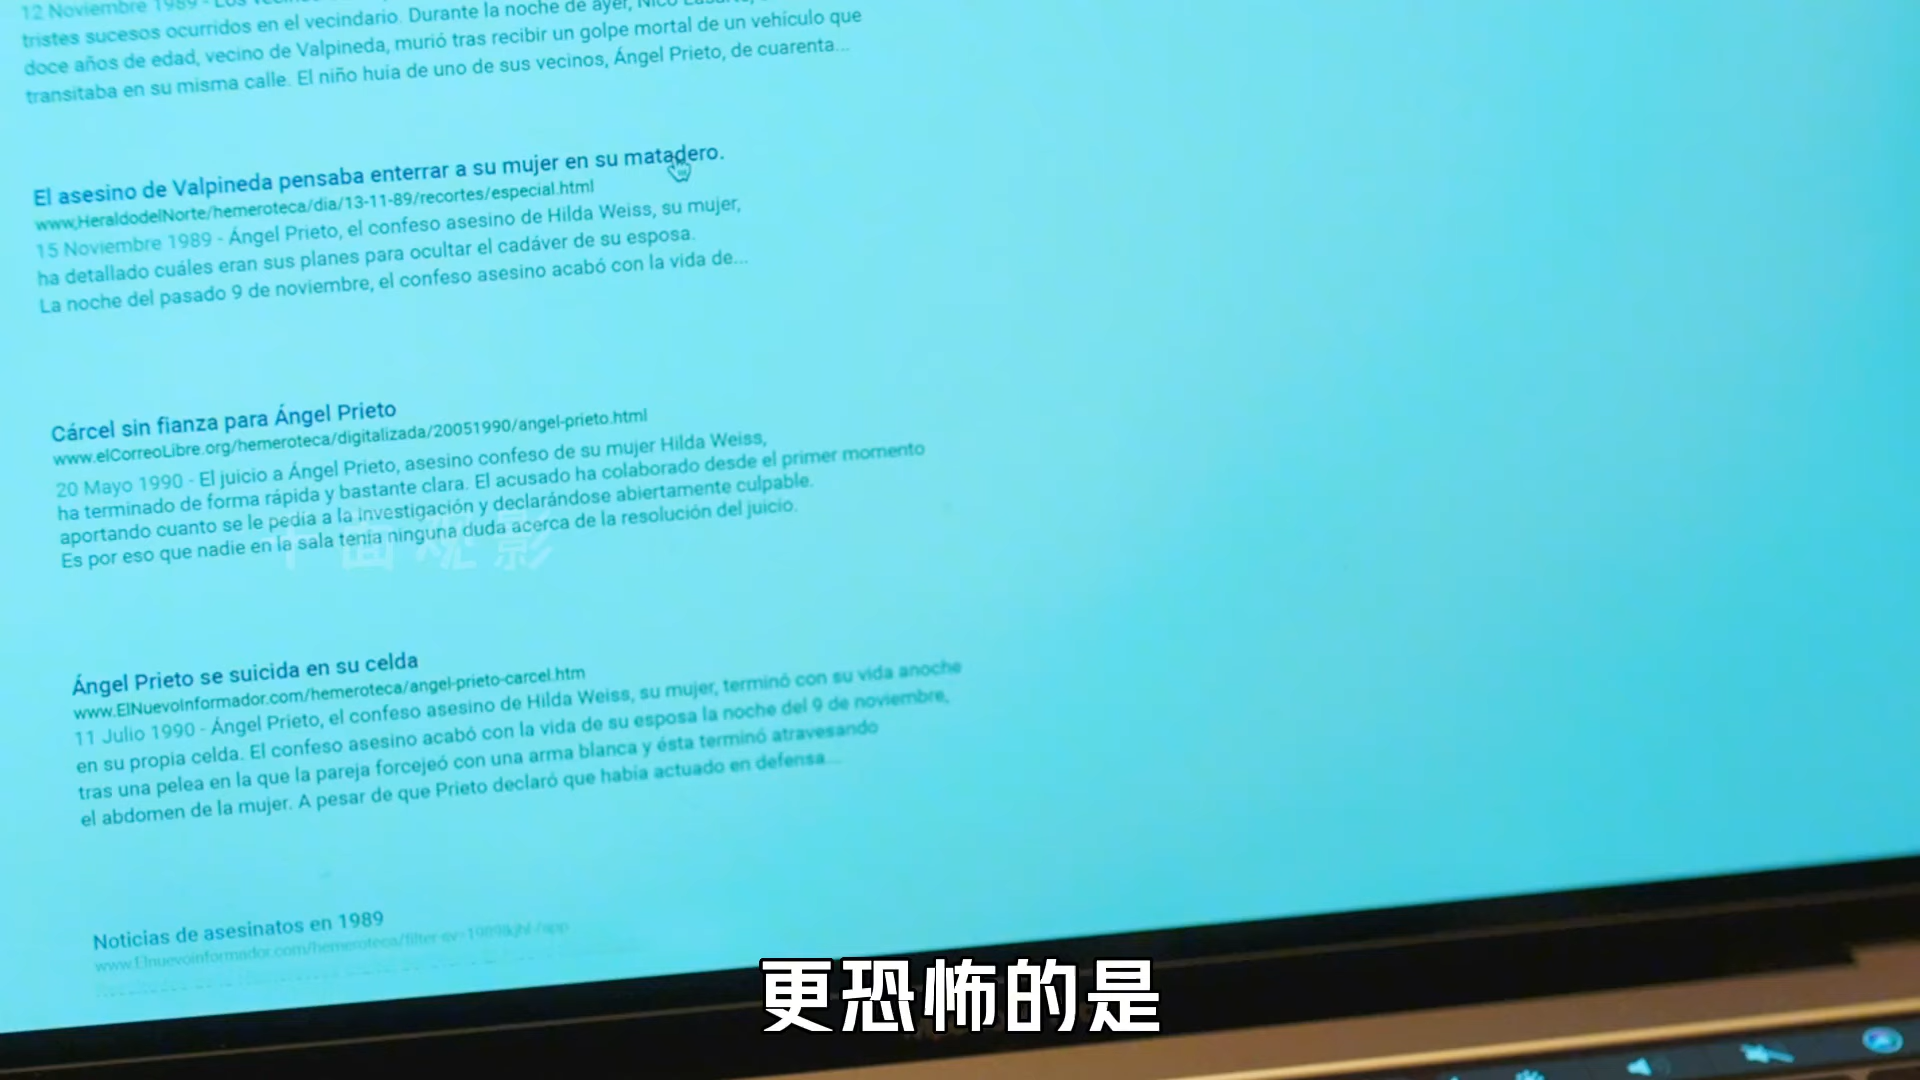 12 Noviembre 1989 - Los
tristes sucesos ocurridos en el vecindario. Durante la noche de ayer, Nico
doce años de edad, vecino de Valpineda, murió tras recibir un golpe mortal de un vehículo que
transitaba en su misma calle. El niño huia de uno de sus vecinos, Ángel Prieto, de cuarenta...
El asesino de Valpineda pensaba enterrar a su mujer en su matadero.
www.HeraldodelNorte/hemeroteca/dia/13-11-89/recortes/especial.html
15 Noviembre 1989 - Ángel Prieto, el confeso asesino de Hilda Weiss, su mujer,
ha detallado cuáles eran sus planes para ocultar el cadáver de su esposa.
La noche del pasado 9 de noviembre, el confeso asesino acabó con la vida de...
Cárcel sin fianza para Ángel Prieto
www.elCorreoLibre.org/hemeroteca/digitalizada/20051990/angel-prieto.html
20 Mayo 1990 - El juicio a Ángel Prieto, asesino confeso de su mujer Hilda Weiss,
ha terminado de forma rápida y bastante clara. El acusado ha colaborado desde el primer momento
aportando cuanto se le pedía a la investigación y declarándose abiertamente culpable.
Es por eso que nadie en la sala tenía ninguna duda acerca de la resolución del juicio.
面观影
Ángel Prieto se suicida en su celda
www.ElNuevoInformador.com/hemeroteca/angel-prieto-carcel.htm
11 Julio 1990 - Ángel Prieto, el confeso asesino de Hilda Weiss, su mujer, terminó con su vida anoche
en su propia celda. El confeso asesino acabó con la vida de su esposa la noche del 9 de noviembre,
tras una pelea en la que la pareja forcejeó con una arma blanca y ésta terminó atravesando
el abdomen de la mujer. A pesar de que Prieto declaró que había actuado en defensa...
Noticias de asesinatos en 1989
www.Elnuevoinformador.com/hemeroteca/
更恐怖的是